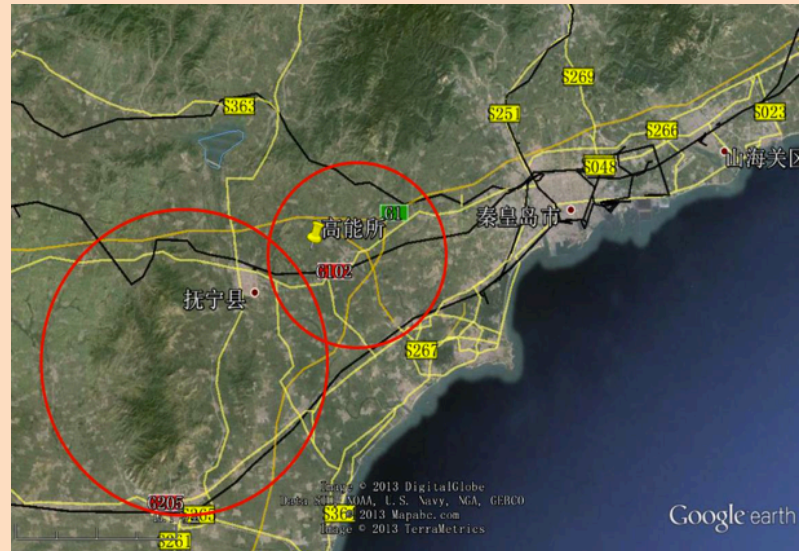 S269
S251
S363
S023
S266
山海关区
S048
G1
秦皇岛市
高能所
G102
抚宁县
S267
Image © 2013 DigitalGlobe
Data SIO, NOAA, U.S. Navy, NGA, GEBCO
© 2013 Mapabc.com
Image © 2013 TerraMetrics
G205
S265
S261
Google earth